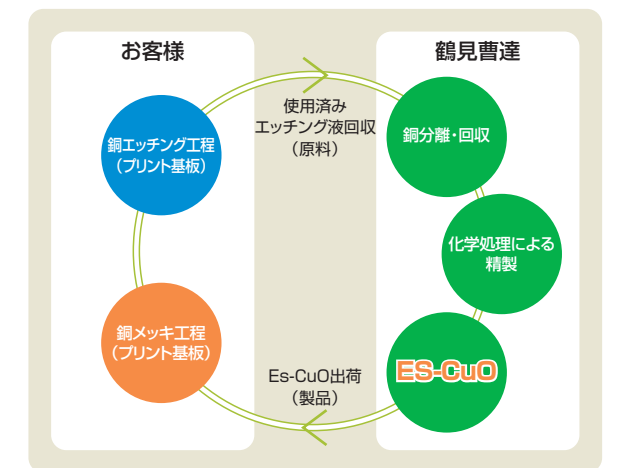 お客様
鶴見曹達
使用済み
エッチング液回収
（原料）
銅エッチング工程
（プリント基板）
銅分離・回収
化学処理による
精製
銅メッキ工程
（プリント基板）
ES-CuO
Es-CuO出荷
（製品）